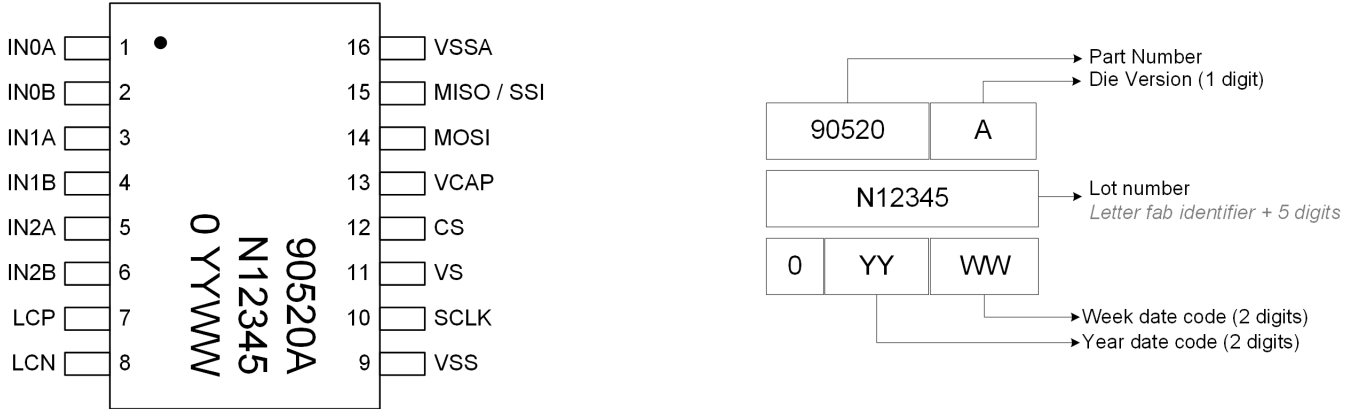 IN0A 1 16 VSSA
IN0B 2 15 MISO / SSI
IN1A 3 14 MOSI
IN1B 4 13 VCAP
IN2A 5 12 CS
IN2B 6 11 VS
LCP 7 10 SCLK
LCN 8 9 VSS
90520A
N12345
0 YYWW
Part Number
Die Version (1 digit)
90520 A
N12345
Lot number
Letter fab identifier + 5 digits
0 YY WW
Week date code (2 digits)
Year date code (2 digits)